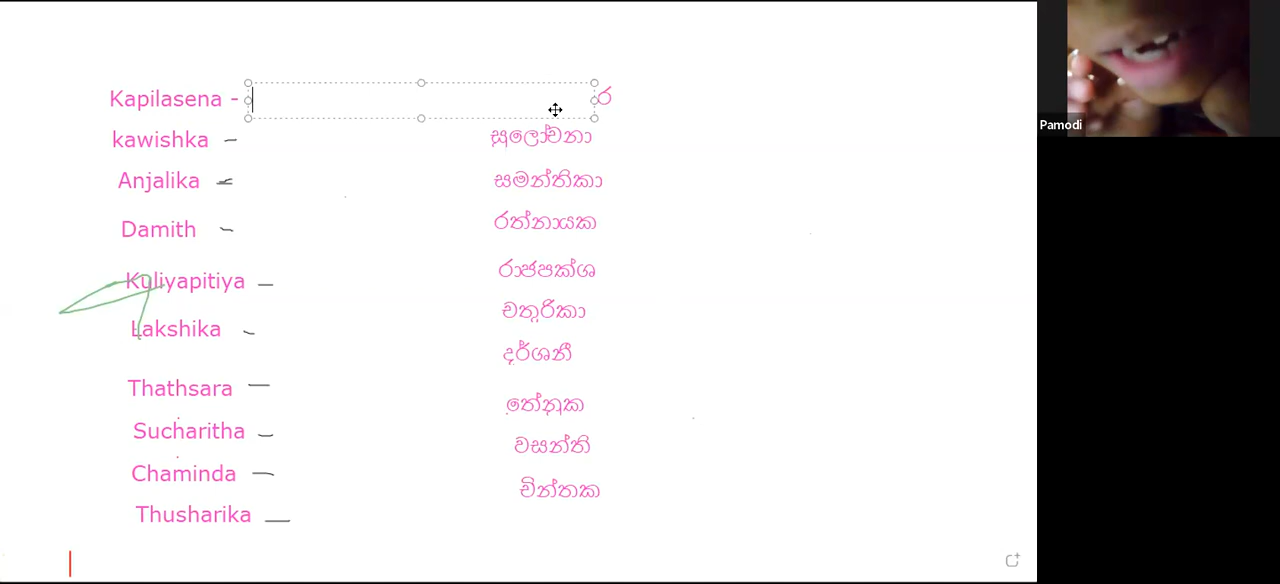 Kapilasena - ර
kawishka - සුලෝචනා
Anjalika - සමන්තිකා
Damith - රත්නායක
Kuliyapitiya - රාජපක්ශ
Lakshika - චතුරිකා
දර්ශනී
Thathsara - තේනුක
Sucharitha - වසන්ති
Chaminda - චින්තක
Thusharika -
Pamodi